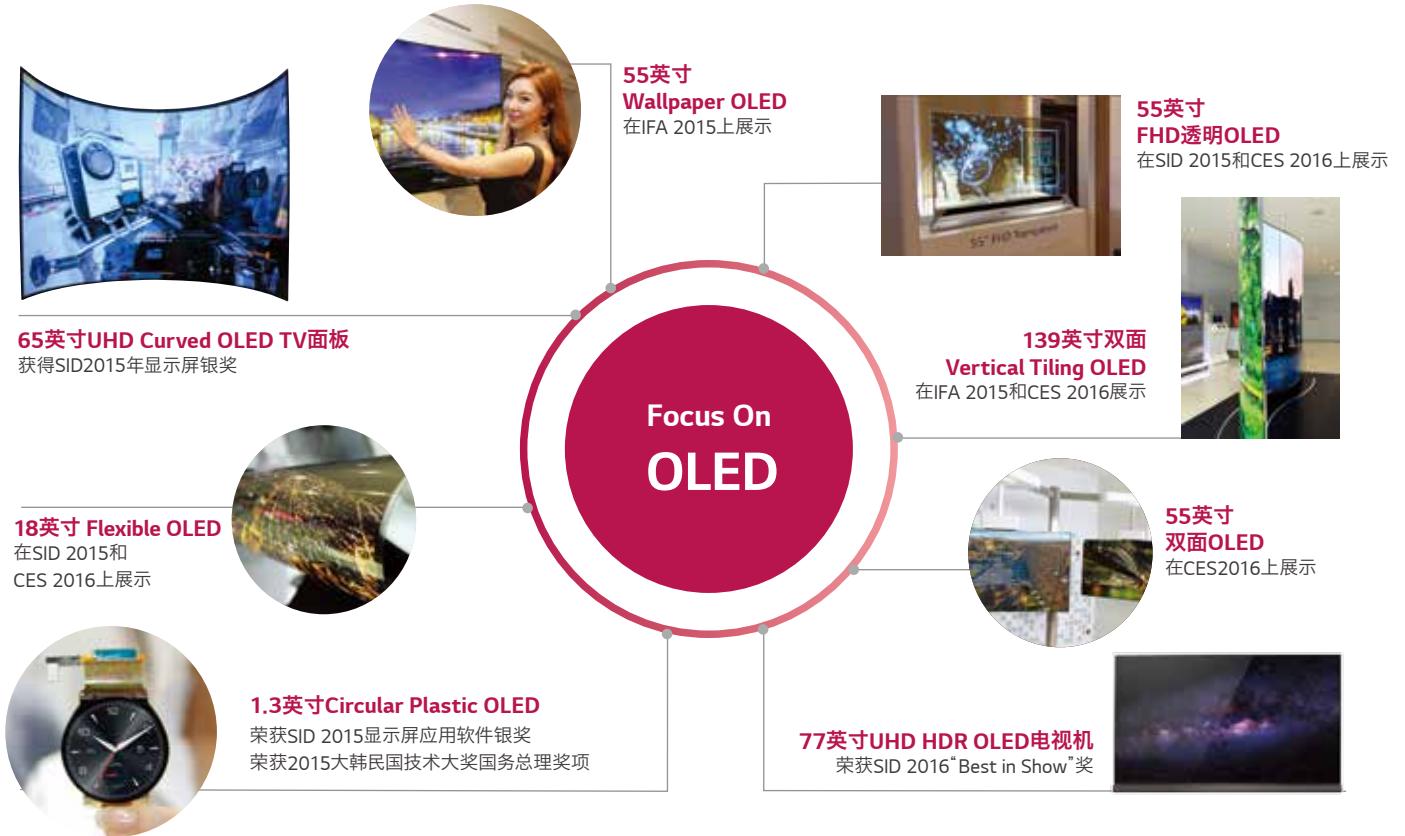 55英寸
Wallpaper OLED
在IFA 2015上展示
55英寸
FHD透明OLED
在SID 2015和CES 2016上展示
55" FHD Transparent
65英寸UHD Curved OLED TV面板
获得SID2015年显示屏银奖
139英寸双面
Vertical Tiling OLED
在IFA 2015和CES 2016展示
Focus On
OLED
18英寸 Flexible OLED
在SID 2015和
CES 2016上展示
55英寸
双面OLED
在CES2016上展示
1.3英寸Circular Plastic OLED
荣获SID 2015显示屏应用软件银奖
荣获2015大韩民国技术大奖国务总理奖项
77英寸UHD HDR OLED电视机
荣获SID 2016“Best in Show”奖